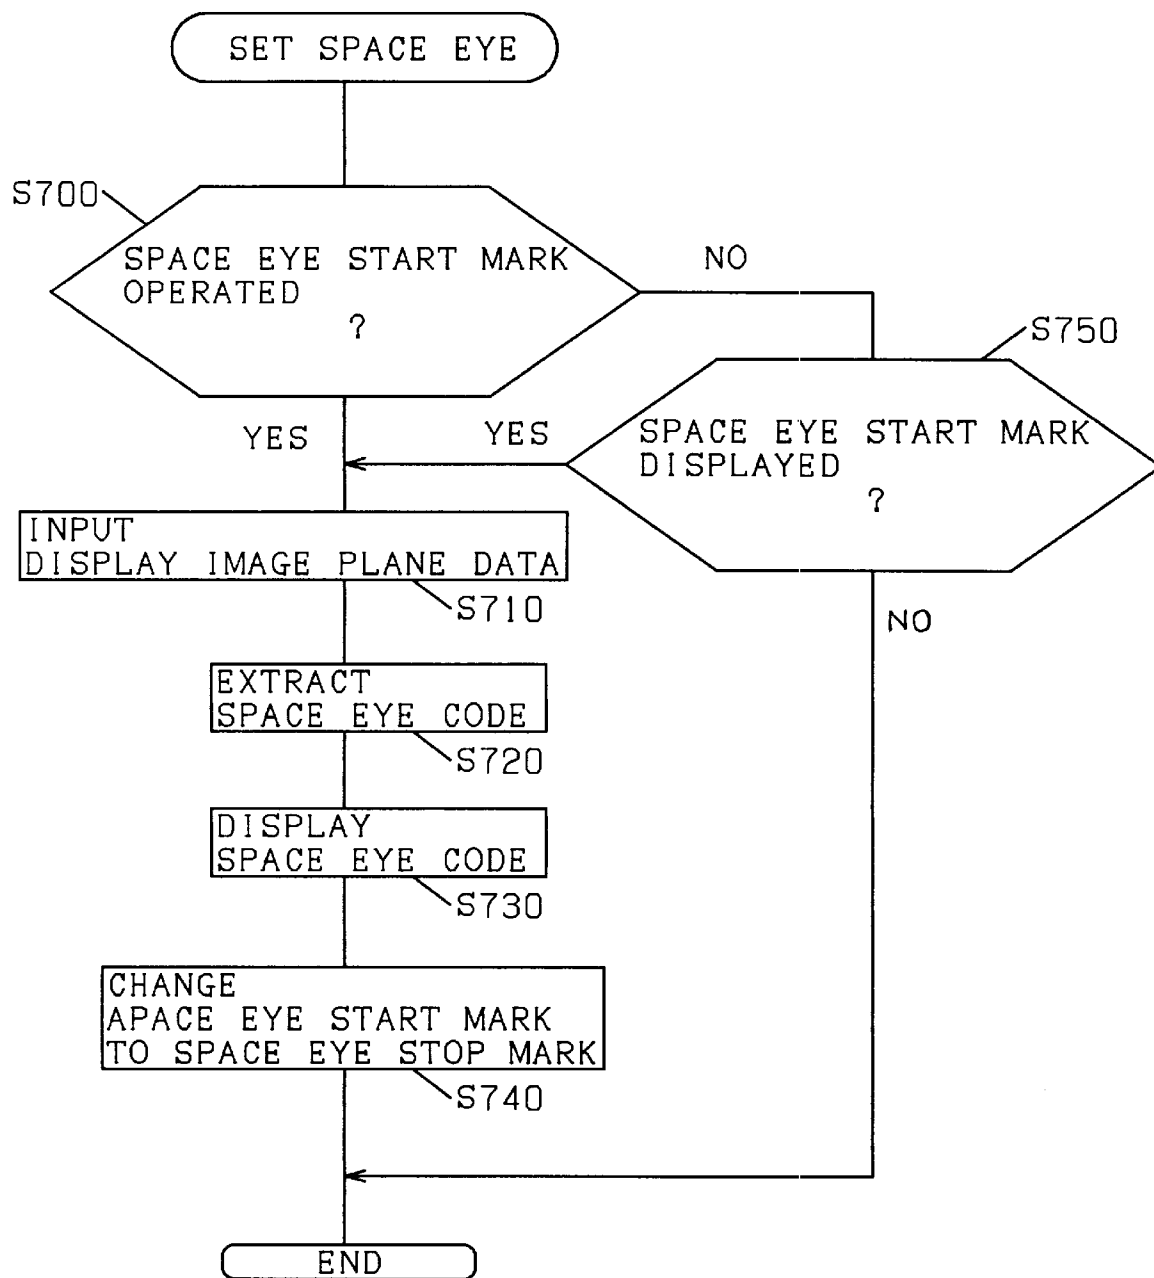 SET SPACE EYE
S700
SPACE EYE START MARK
OPERATED
?
NO
S750
YES
YES
SPACE EYE START MARK
DISPLAYED
?
INPUT
DISPLAY IMAGE PLANE DATA
S710
NO
EXTRACT
SPACE EYE CODE
S720
DISPLAY
SPACE EYE CODE
S730
CHANGE
APACE EYE START MARK
TO SPACE EYE STOP MARK
S740
END